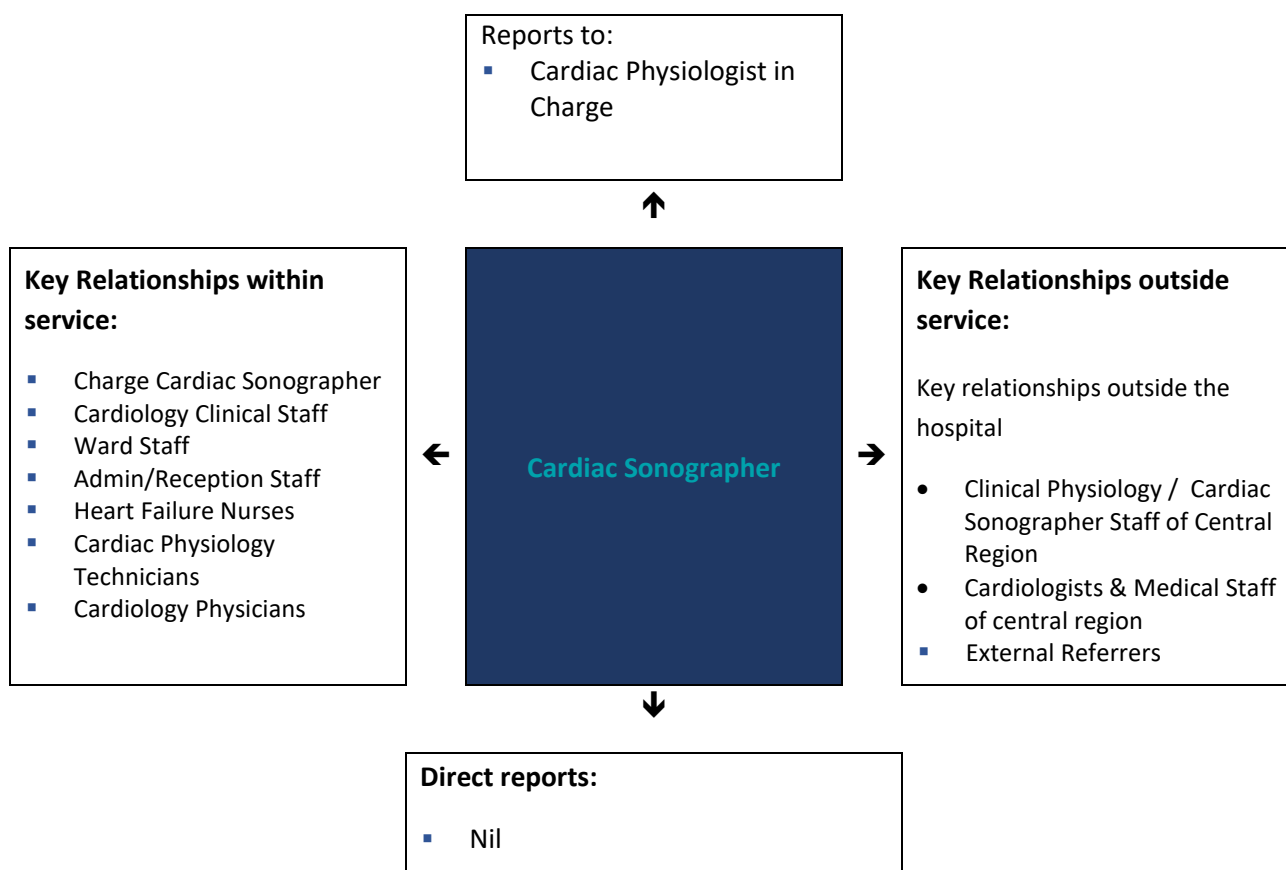 Reports to:
▪ Cardiac Physiologist in
Charge
Key Relationships within
service:
▪ Charge Cardiac Sonographer
▪ Cardiology Clinical Staff
▪ Ward Staff
▪ Admin/Reception Staff
▪ Heart Failure Nurses
▪ Cardiac Physiology
Technicians
▪ Cardiology Physicians
Cardiac Sonographer
Key Relationships outside
service:
Key relationships outside the
hospital
• Clinical Physiology / Cardiac
Sonographer Staff of Central
Region
• Cardiologists & Medical Staff
of central region
▪ External Referrers
Direct reports:
▪ Nil